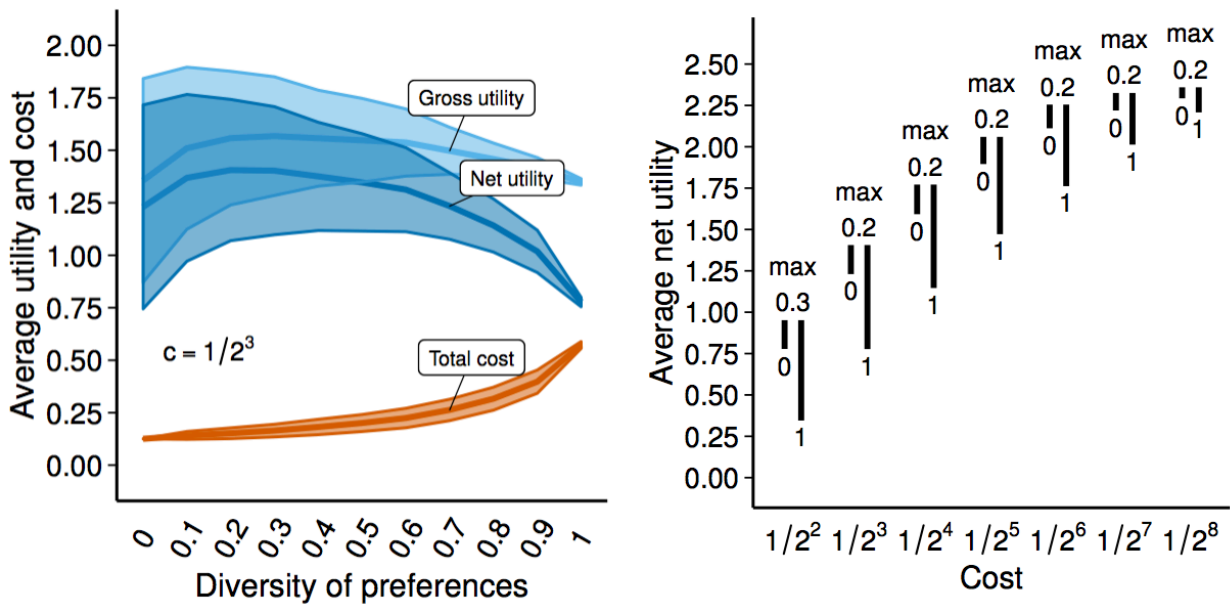 Average utility and cost
2.00
1.75
1.50
1.25
1.00
0.75
0.50
0.25
0.00
Gross utility
Net utility
c = 1/2³
Total cost
0 0.1 0.2 0.3 0.4 0.5 0.6 0.7 0.8 0.9 1
Diversity of preferences
Average net utility
2.50
2.25
2.00
1.75
1.50
1.25
1.00
0.75
0.50
0.25
0.00
max
0.3
0
1
max
0.2
0
1
max
0.2
0
1
max
0.2
0
1
max
0.2
0
1
max
0.2
0
1
max
0.2
0
1
1/2² 1/2³ 1/2⁴ 1/2⁵ 1/2⁶ 1/2⁷ 1/2⁸
Cost